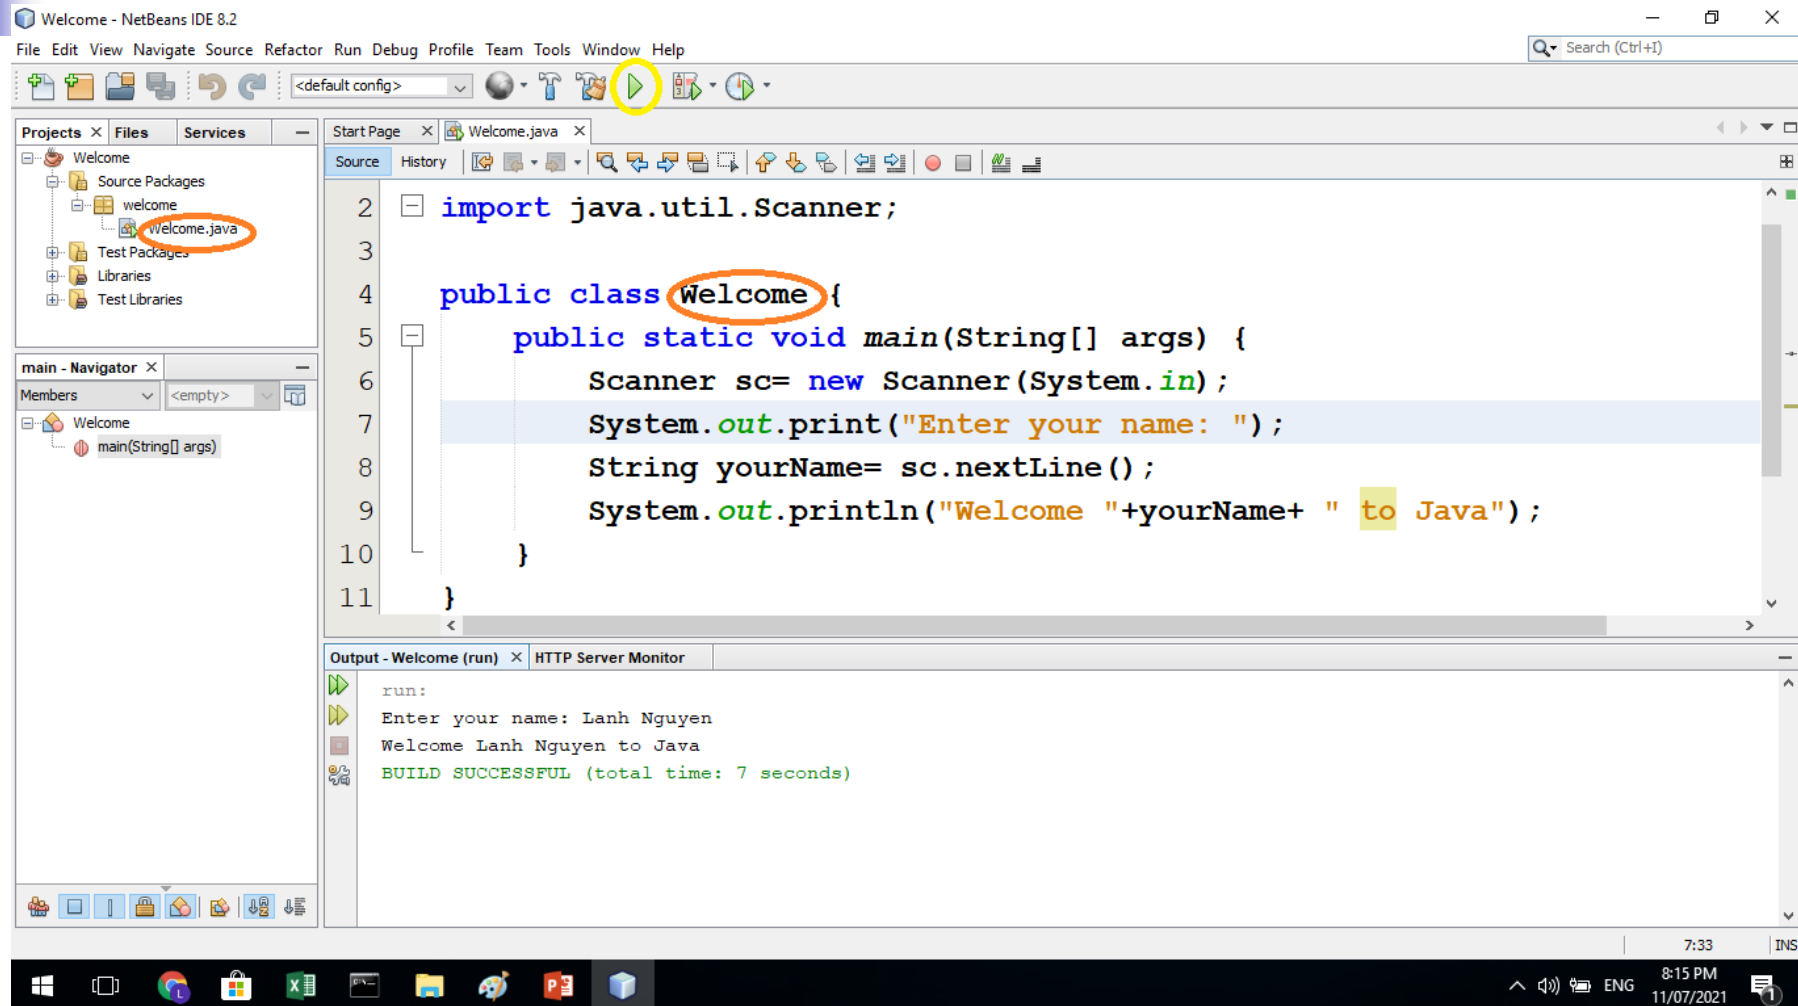 Welcome - NetBeans IDE 8.2
File Edit View Navigate Source Refactor Run Debug Profile Team Tools Window Help
Search (Ctrl+I)
<default config>
Projects Files Services
Welcome
Source Packages
welcome
Welcome.java
Test Packages
Libraries
Test Libraries
main - Navigator
Members <empty>
Welcome
main(String[] args)
Start Page Welcome.java
Source History
2 import java.util.Scanner;
3
4 public class Welcome {
5 public static void main(String[] args) {
6 Scanner sc= new Scanner(System.in);
7 System.out.print("Enter your name: ");
8 String yourName= sc.nextLine();
9 System.out.println("Welcome "+yourName+ " to Java");
10 }
11 }
Output - Welcome (run) HTTP Server Monitor
run:
Enter your name: Lanh Nguyen
Welcome Lanh Nguyen to Java
BUILD SUCCESSFUL (total time: 7 seconds)
7:33 INS
ENG
8:15 PM
11/07/2021
1